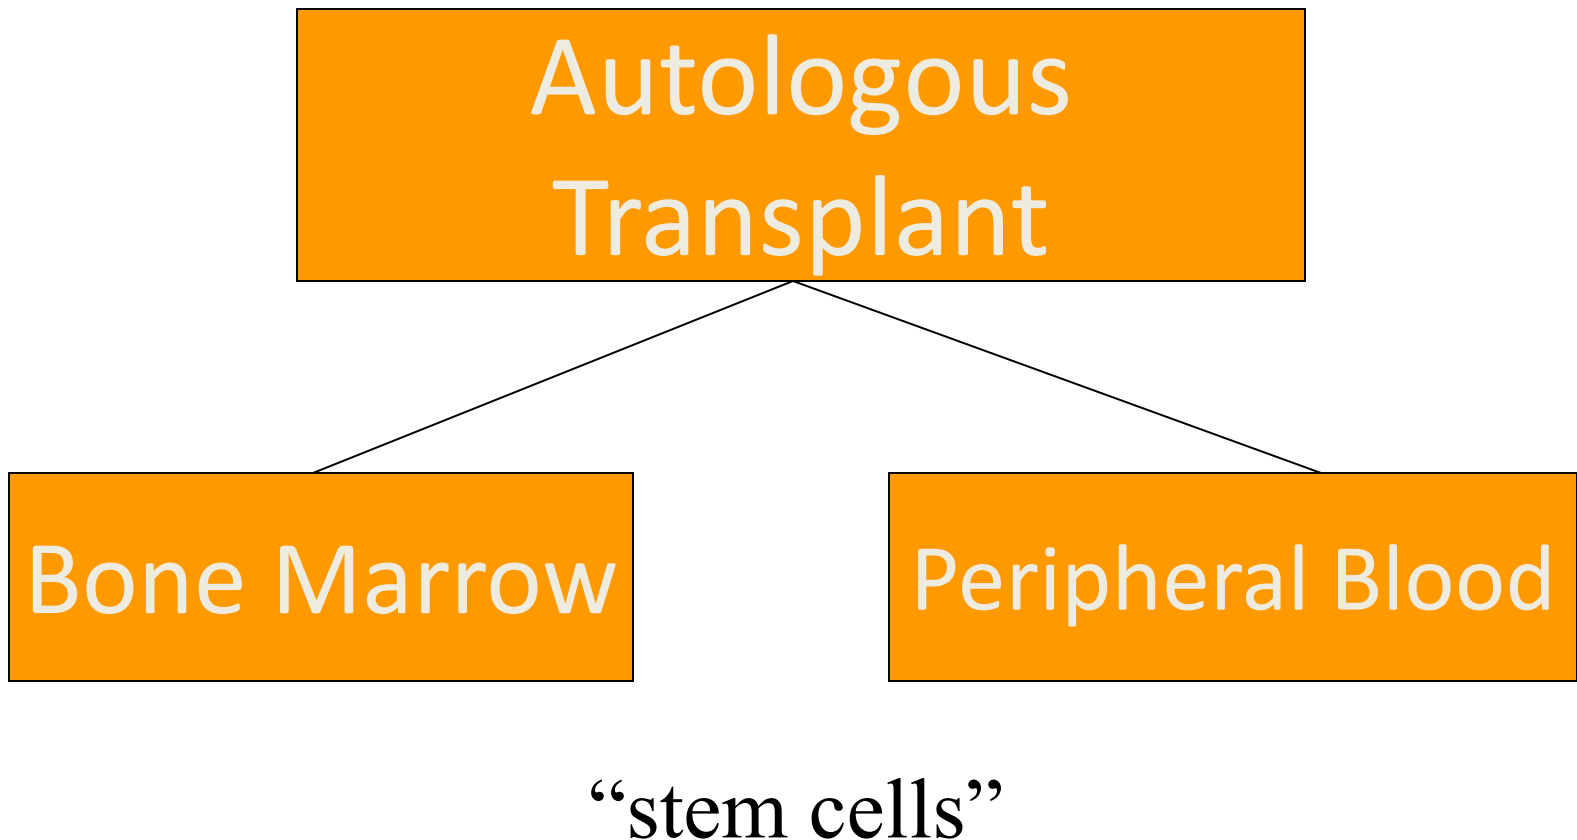 Autologous
Transplant
Bone Marrow
Peripheral Blood
“stem cells”